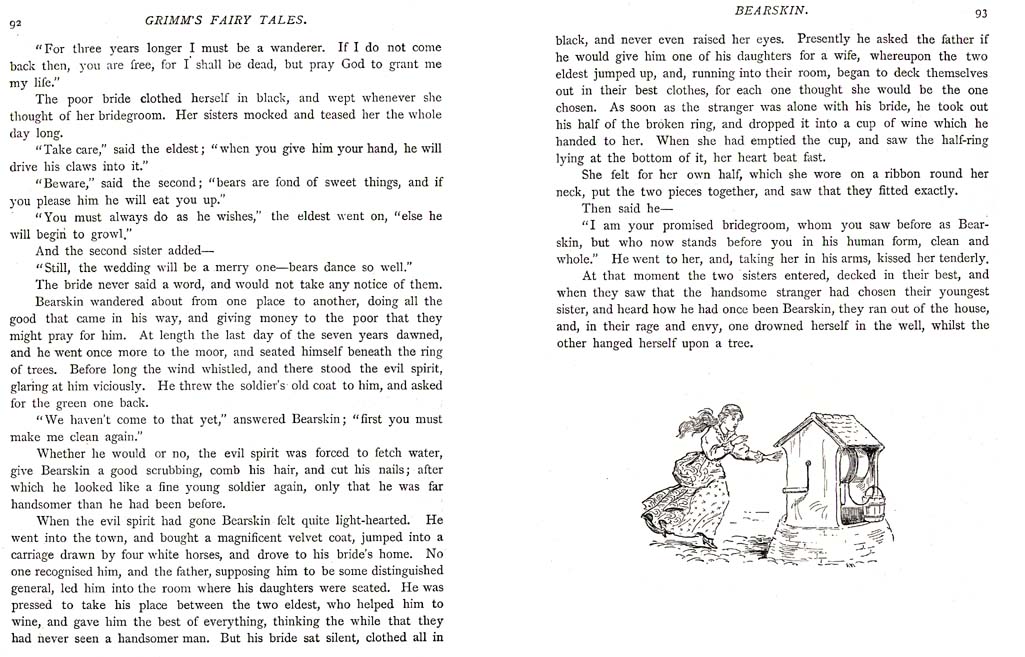 92
GRIMM'S FAIRY TALES.
"For three years longer I must be a wanderer. If I do not come
back then, you are free, for I shall be dead, but pray God to grant me
my life."
The poor bride clothed herself in black, and wept whenever she
thought of her bridegroom. Her sisters mocked and teased her the whole
day long.
"Take care," said the eldest; "when you give him your hand, he will
drive his claws into it."
"Beware," said the second; "bears are fond of sweet things, and if
you please him he will eat you up."
"You must always do as he wishes," the eldest went on, "else he
will begin to growl."
And the second sister added—
"Still, the wedding will be a merry one—bears dance so well."
The bride never said a word, and would not take any notice of them.
Bearskin wandered about from one place to another, doing all the
good that came in his way, and giving money to the poor that they
might pray for him. At length the last day of the seven years dawned,
and he went once more to the moor, and seated himself beneath the ring
of trees. Before long the wind whistled, and there stood the evil spirit,
glaring at him viciously. He threw the soldier's old coat to him, and asked
for the green one back.
"We haven't come to that yet," answered Bearskin; "first you must
make me clean again."
Whether he would or no, the evil spirit was forced to fetch water,
give Bearskin a good scrubbing, comb his hair, and cut his nails; after
which he looked like a fine young soldier again, only that he was far
handsomer than he had been before.
When the evil spirit had gone Bearskin felt quite light-hearted. He
went into the town, and bought a magnificent velvet coat, jumped into a
carriage drawn by four white horses, and drove to his bride's home. No
one recognised him, and the father, supposing him to be some distinguished
general, led him into the room where his daughters were seated. He was
pressed to take his place between the two eldest, who helped him to
wine, and gave him the best of everything, thinking the while that they
had never seen a handsomer man. But his bride sat silent, clothed all in
BEARSKIN.
93
black, and never even raised her eyes. Presently he asked the father if
he would give him one of his daughters for a wife, whereupon the two
eldest jumped up, and, running into their room, began to deck themselves
out in their best clothes, for each one thought she would be the one
chosen. As soon as the stranger was alone with his bride, he took out
his half of the broken ring, and dropped it into a cup of wine which he
handed to her. When she had emptied the cup, and saw the half-ring
lying at the bottom of it, her heart beat fast.
She felt for her own half, which she wore on a ribbon round her
neck, put the two pieces together, and saw that they fitted exactly.
Then said he—
"I am your promised bridegroom, whom you saw before as Bear-
skin, but who now stands before you in his human form, clean and
whole." He went to her, and, taking her in his arms, kissed her tenderly.
At that moment the two sisters entered, decked in their best, and
when they saw that the handsome stranger had chosen their youngest
sister, and heard how he had once been Bearskin, they ran out of the house,
and, in their rage and envy, one drowned herself in the well, whilst the
other hanged herself upon a tree.